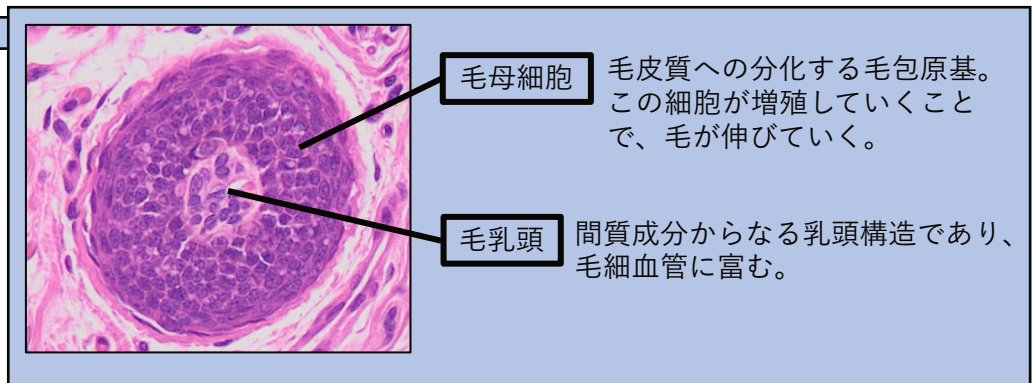 毛母細胞
毛皮質への分化する毛包原基。
この細胞が増殖していくこと
で、毛が伸びていく。
毛乳頭
間質成分からなる乳頭構造であり、
毛細血管に富む。